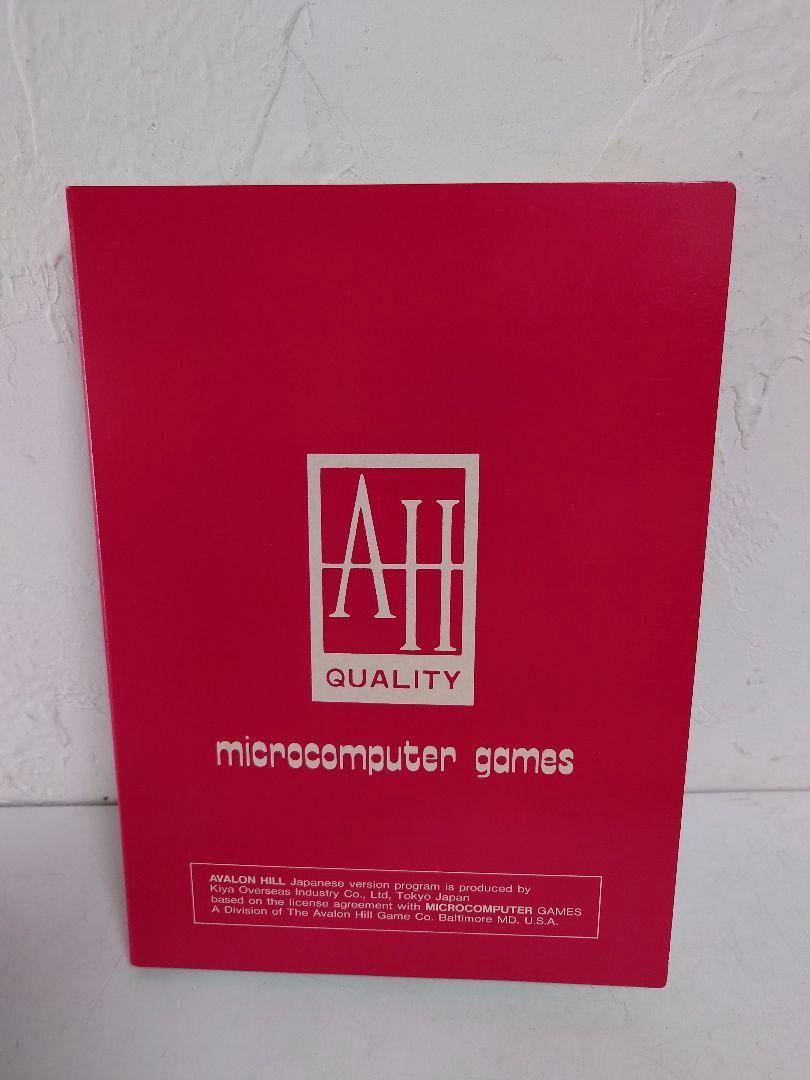 AH
QUALITY
microcomputer games
AVALON HILL Japanese version program is produced by
Kiya Overseas Industry Co., Ltd, Tokyo Japan
based on the license agreement with MICROCOMPUTER GAMES
A Division of The Avalon Hill Game Co. Baltimore MD. U.S.A.